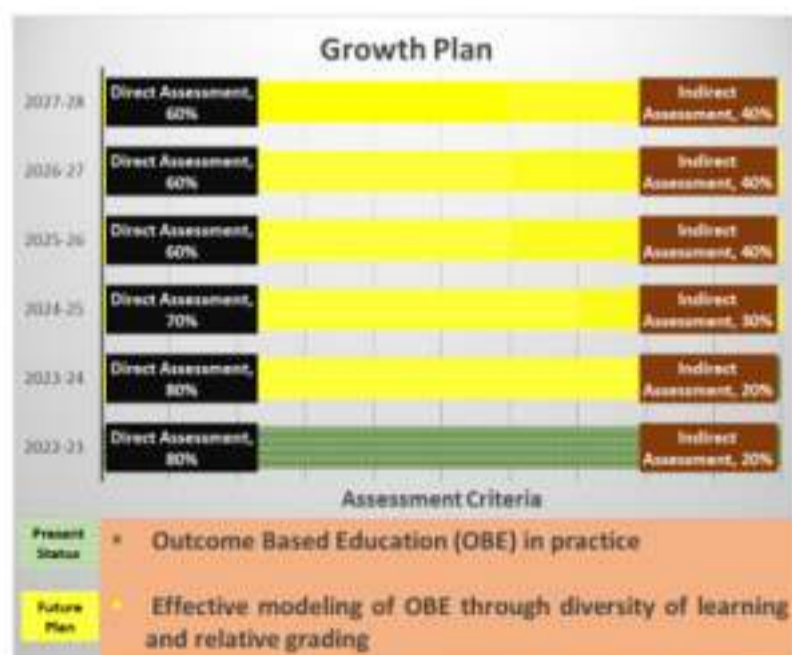 Growth Plan
2027-28
Direct Assessment,
60%
Indirect
Assessment, 40%
2026-27
Direct Assessment,
60%
Indirect
Assessment, 40%
2025-26
Direct Assessment,
60%
Indirect
Assessment, 40%
2024-25
Direct Assessment,
70%
Indirect
Assessment, 30%
2023-24
Direct Assessment,
80%
Indirect
Assessment, 20%
2022-23
Direct Assessment,
80%
Indirect
Assessment, 20%
Assessment Criteria
Present
Status
Outcome Based Education (OBE) in practice
Future
Plan
Effective modeling of OBE through diversity of learning
and relative grading